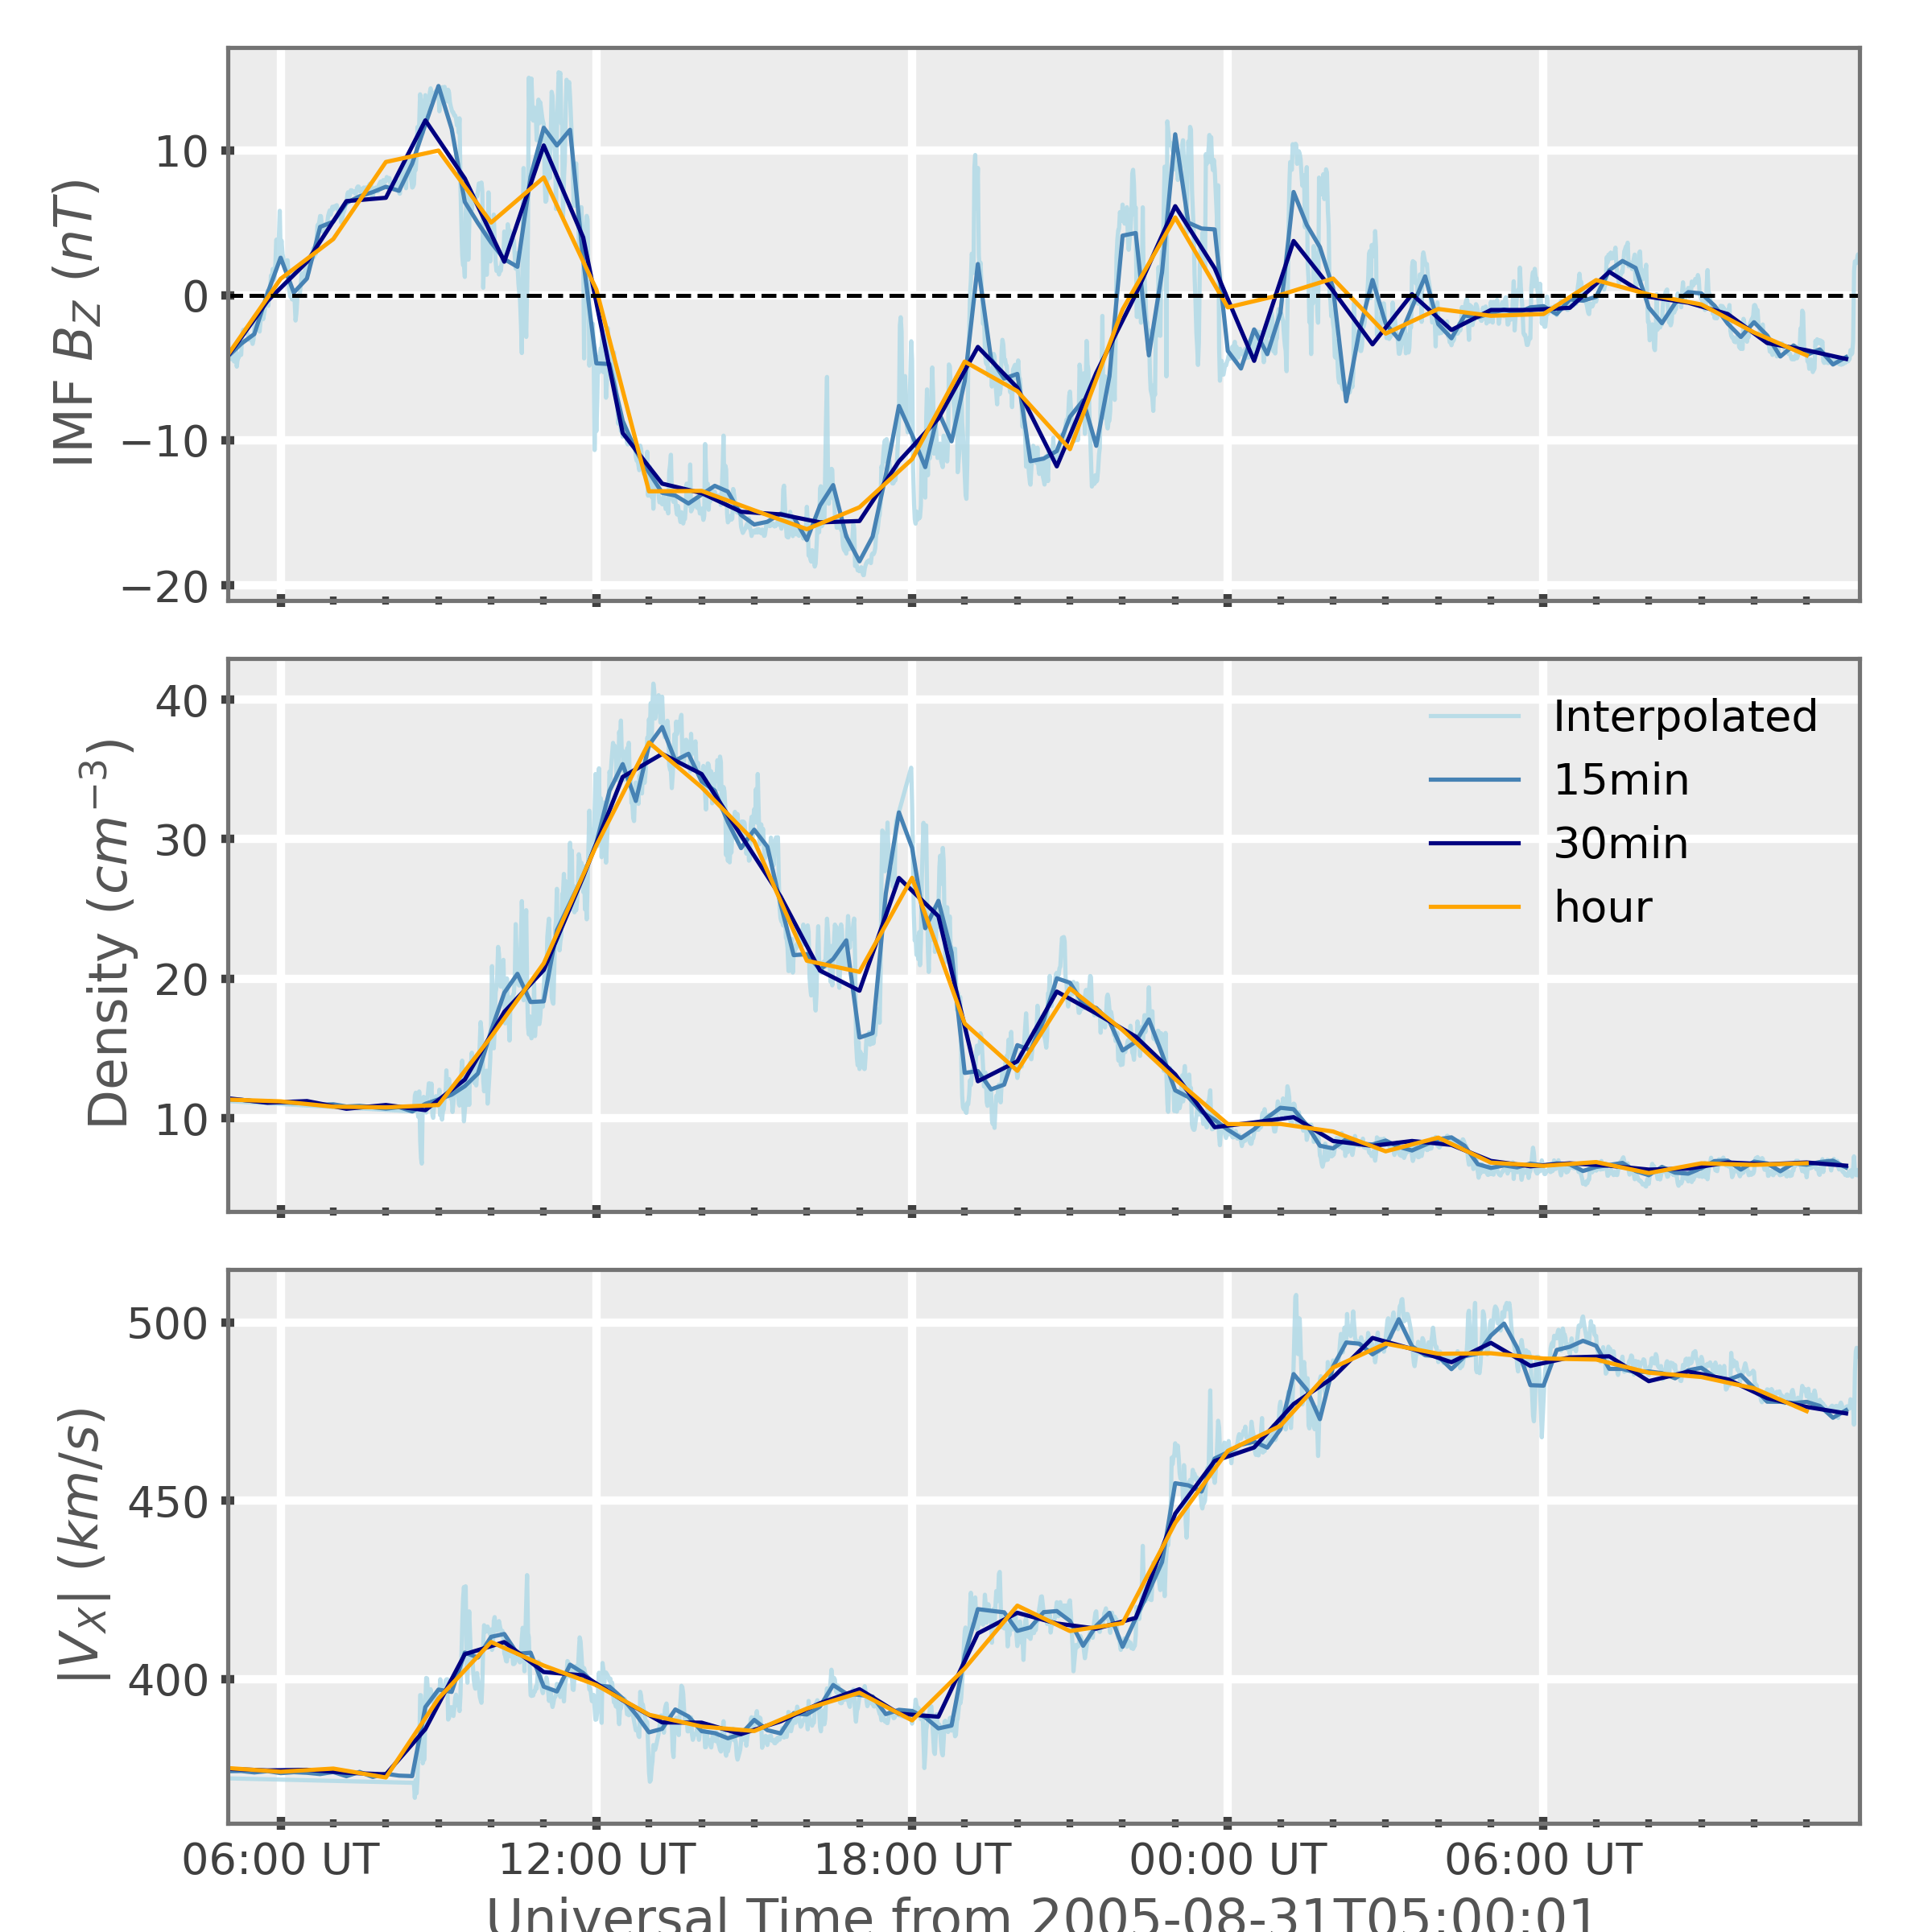 IMF B_Z (nT)
10
0
−10
−20
Density (cm⁻³)
40
30
20
10
Interpolated
15min
30min
hour
|V_X| (km/s)
500
450
400
06:00 UT 12:00 UT 18:00 UT 00:00 UT 06:00 UT
Universal Time from 2005-08-31T05:00:01